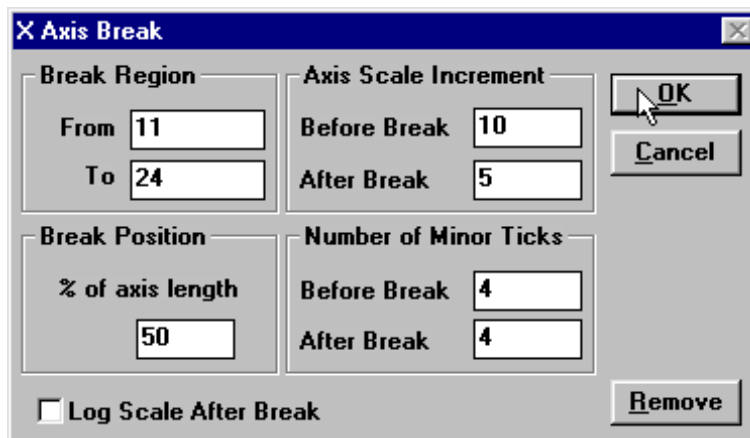 X Axis Break
Break Region
From 11
To 24
Axis Scale Increment
Before Break 10
After Break 5
OK
Cancel
Break Position
% of axis length
50
Number of Minor Ticks
Before Break 4
After Break 4
Log Scale After Break
Remove